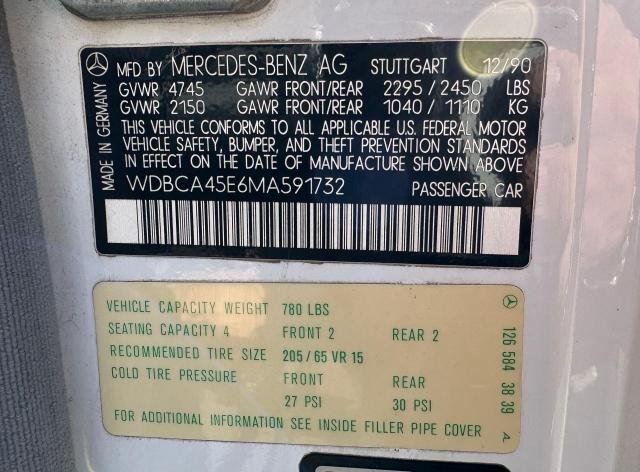 MFD BY MERCEDES-BENZ AG STUTTGART 12/90
GVWR 4745 GAWR FRONT/REAR 2295/2450 LBS
GVWR 2150 GAWR FRONT/REAR 1040/1110 KG
THIS VEHICLE CONFORMS TO ALL APPLICABLE U.S. FEDERAL MOTOR
VEHICLE SAFETY, BUMPER, AND THEFT PREVENTION STANDARDS
IN EFFECT ON THE DATE OF MANUFACTURE SHOWN ABOVE
WDBCA45E6MA591732 PASSENGER CAR
MADE IN GERMANY
VEHICLE CAPACITY WEIGHT 780 LBS
SEATING CAPACITY 4 FRONT 2 REAR 2
RECOMMENDED TIRE SIZE 205/65 VR 15
COLD TIRE PRESSURE FRONT REAR
27 PSI 30 PSI
FOR ADDITIONAL INFORMATION SEE INSIDE FILLER PIPE COVER
126 584 38 39 A